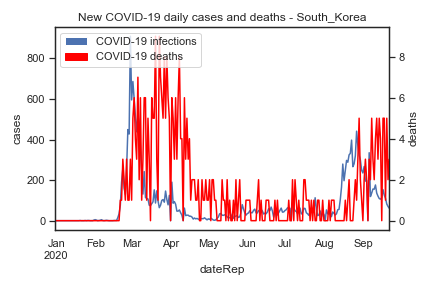 New COVID-19 daily cases and deaths - South_Korea
COVID-19 infections
COVID-19 deaths
800
600
400
200
0
cases
8
6
4
2
0
deaths
Jan Feb Mar Apr May Jun Jul Aug Sep
2020
dateRep